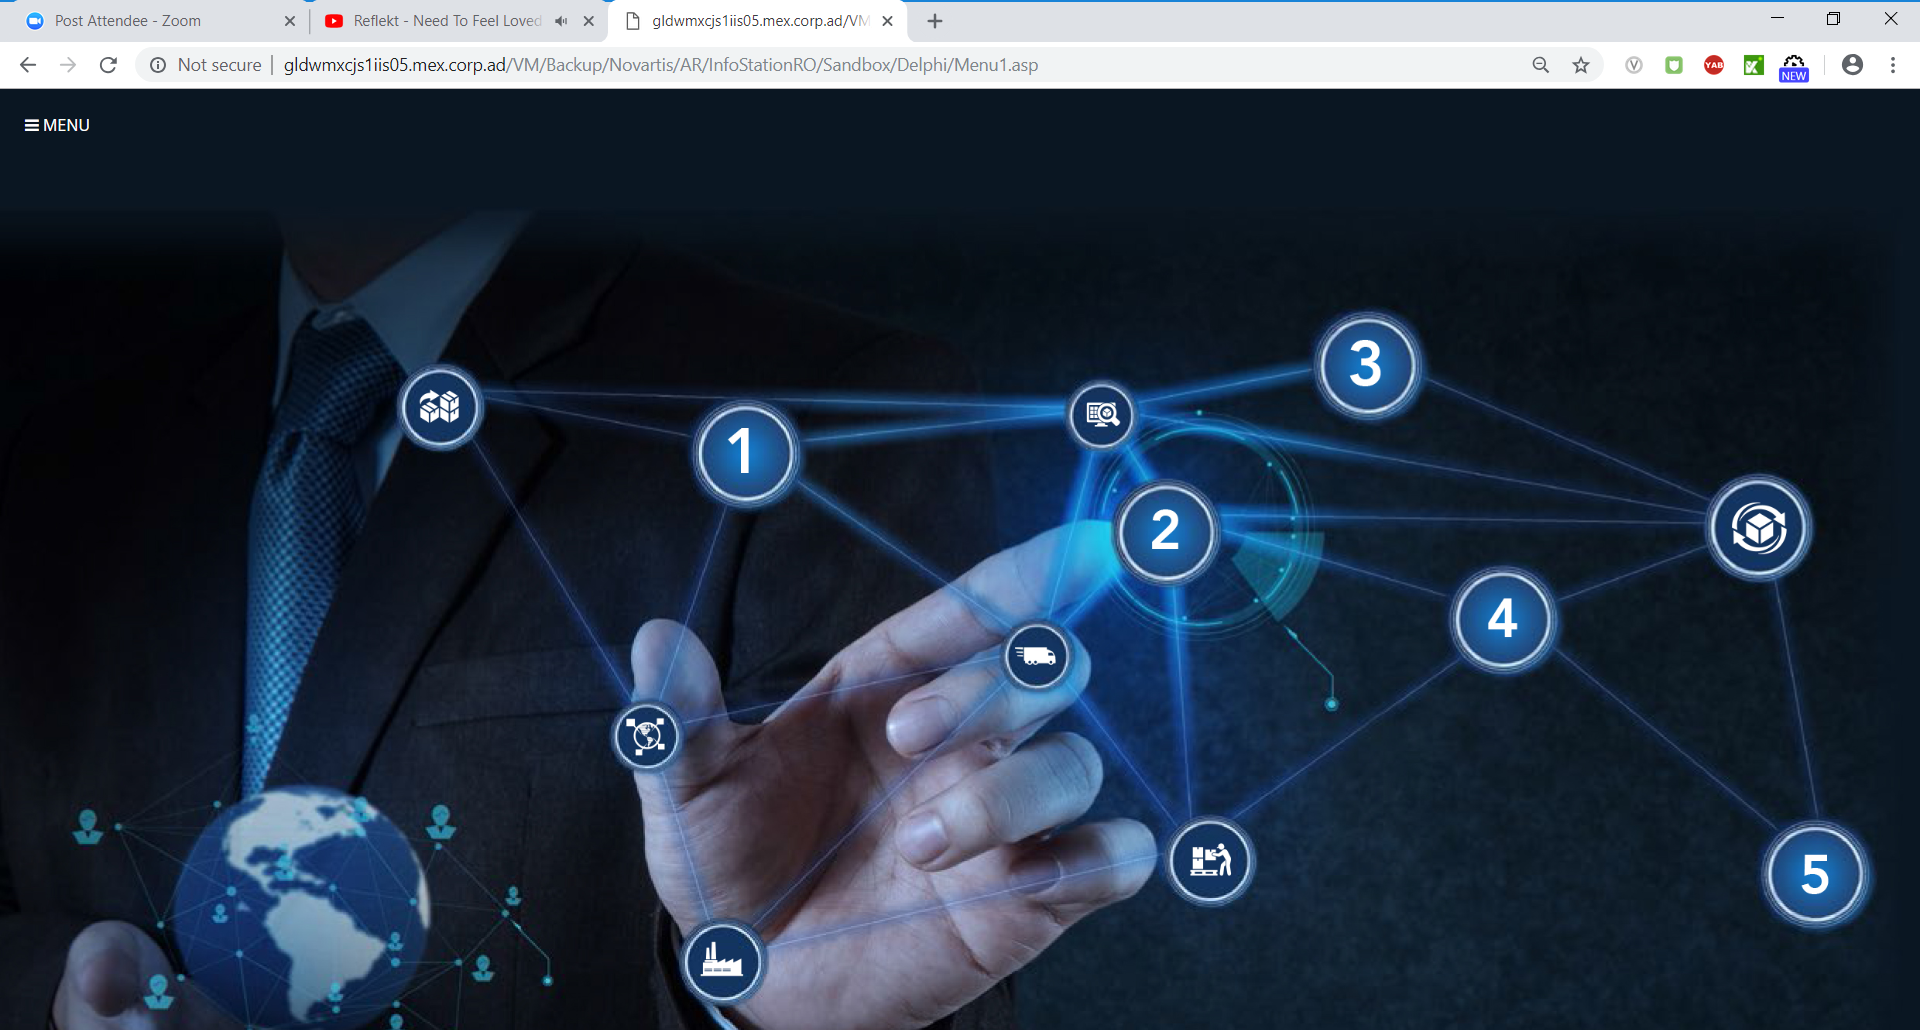 Post Attendee - Zoom
Reflekt - Need To Feel Loved
gldwmxcjs1iis05.mex.corp.ad/VM
Not secure
gldwmxcjs1iis05.mex.corp.ad/VM/Backup/Novartis/AR/InfoStationRO/Sandbox/Delphi/Menu1.asp
V
YAB
K
NEW
MENU
3
1
2
4
5